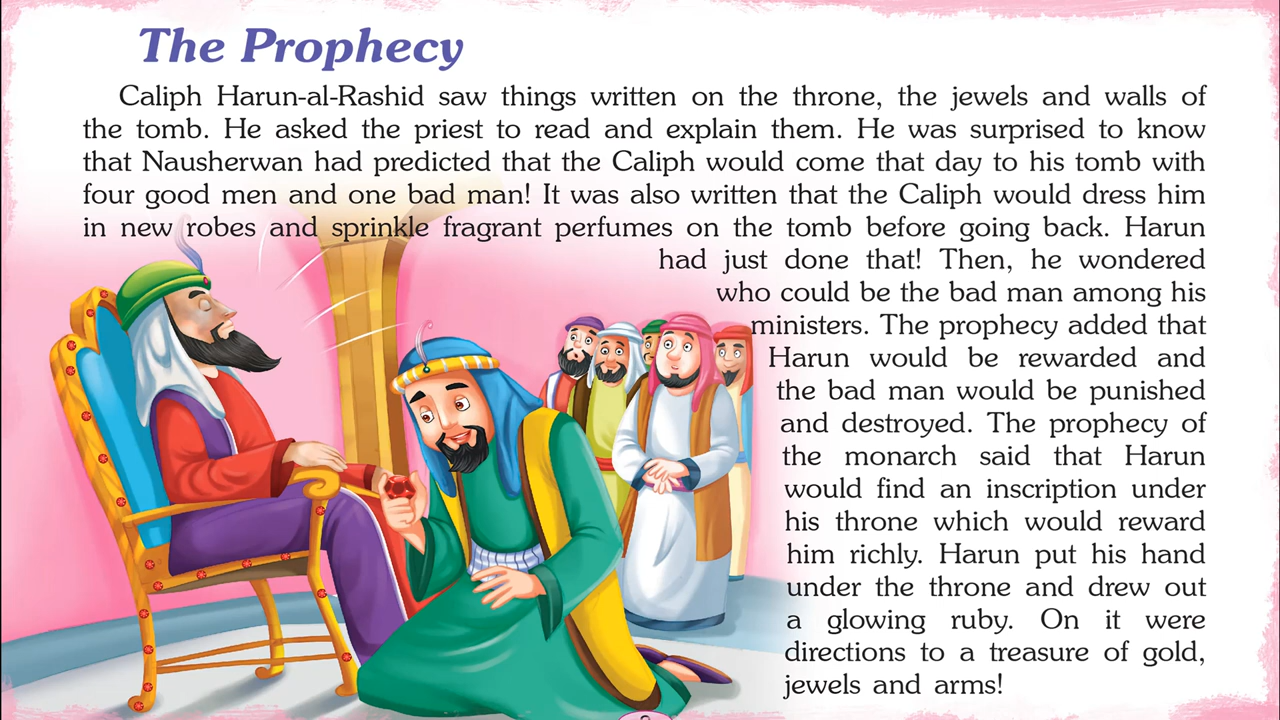 The Prophecy
Caliph Harun-al-Rashid saw things written on the throne, the jewels and walls of
the tomb. He asked the priest to read and explain them. He was surprised to know
that Nausherwan had predicted that the Caliph would come that day to his tomb with
four good men and one bad man! It was also written that the Caliph would dress him
in new robes and sprinkle fragrant perfumes on the tomb before going back. Harun
had just done that! Then, he wondered
who could be the bad man among his
ministers. The prophecy added that
Harun would be rewarded and
the bad man would be punished
and destroyed. The prophecy of
the monarch said that Harun
would find an inscription under
his throne which would reward
him richly. Harun put his hand
under the throne and drew out
a glowing ruby. On it were
directions to a treasure of gold,
jewels and arms!